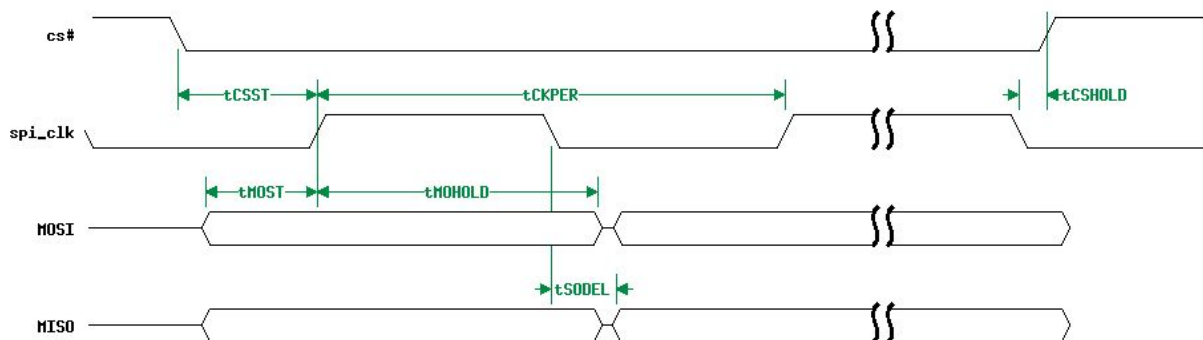 cs#
tCSST tCKPER tCSHOLD
spi_clk
tMOST tMOHOLD
MOSI
tSODEL
MISO